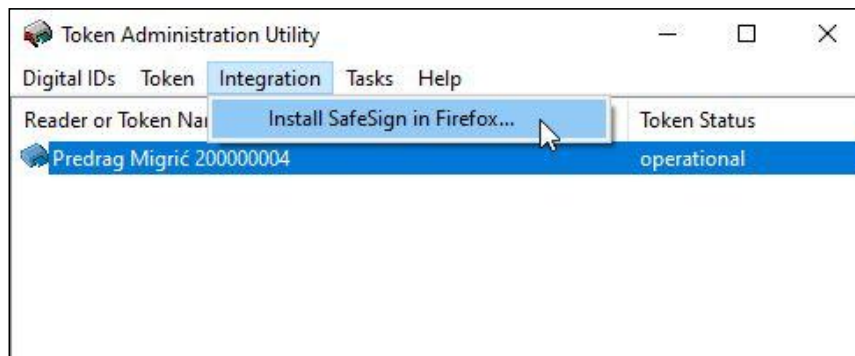 Token Administration Utility
Digital IDs Token Integration Tasks Help
Reader or Token Token Status
Install SafeSign in Firefox...
Predrag Migrić 200000004 operational